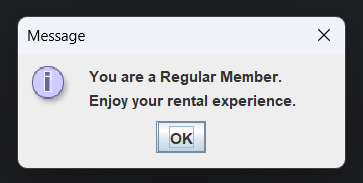 Message
You are a Regular Member.
Enjoy your rental experience.
OK